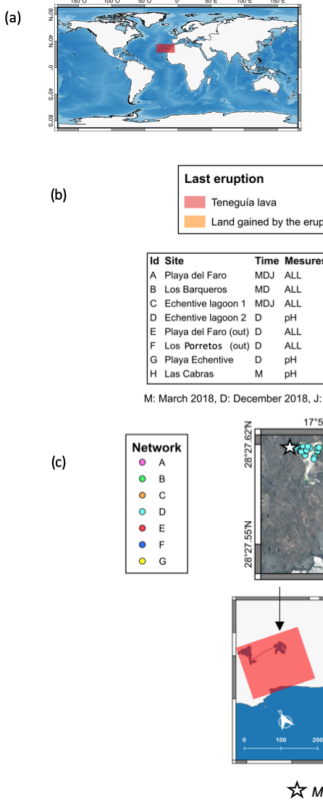 (a)
150°O 100°O 50°O 0° 50°E 100°E 150°E
80°N
40°N
0°
40°S
80°S
(b)
Last eruption
Teneguía lava
Land gained by the erup
Id Site Time Mesures
A Playa del Faro MDJ ALL
B Los Barqueros MD ALL
C Echentive lagoon 1 MDJ ALL
D Echentive lagoon 2 D pH
E Playa del Faro (out) D ALL
F Los Porretos (out) D ALL
G Playa Echentive D pH
H Las Cabras M pH
M: March 2018, D: December 2018, J:
(c)
17°5
Network
A
B
C
D
E
F
G
28°27.62'N
28°27.55'N
0 100 200
M